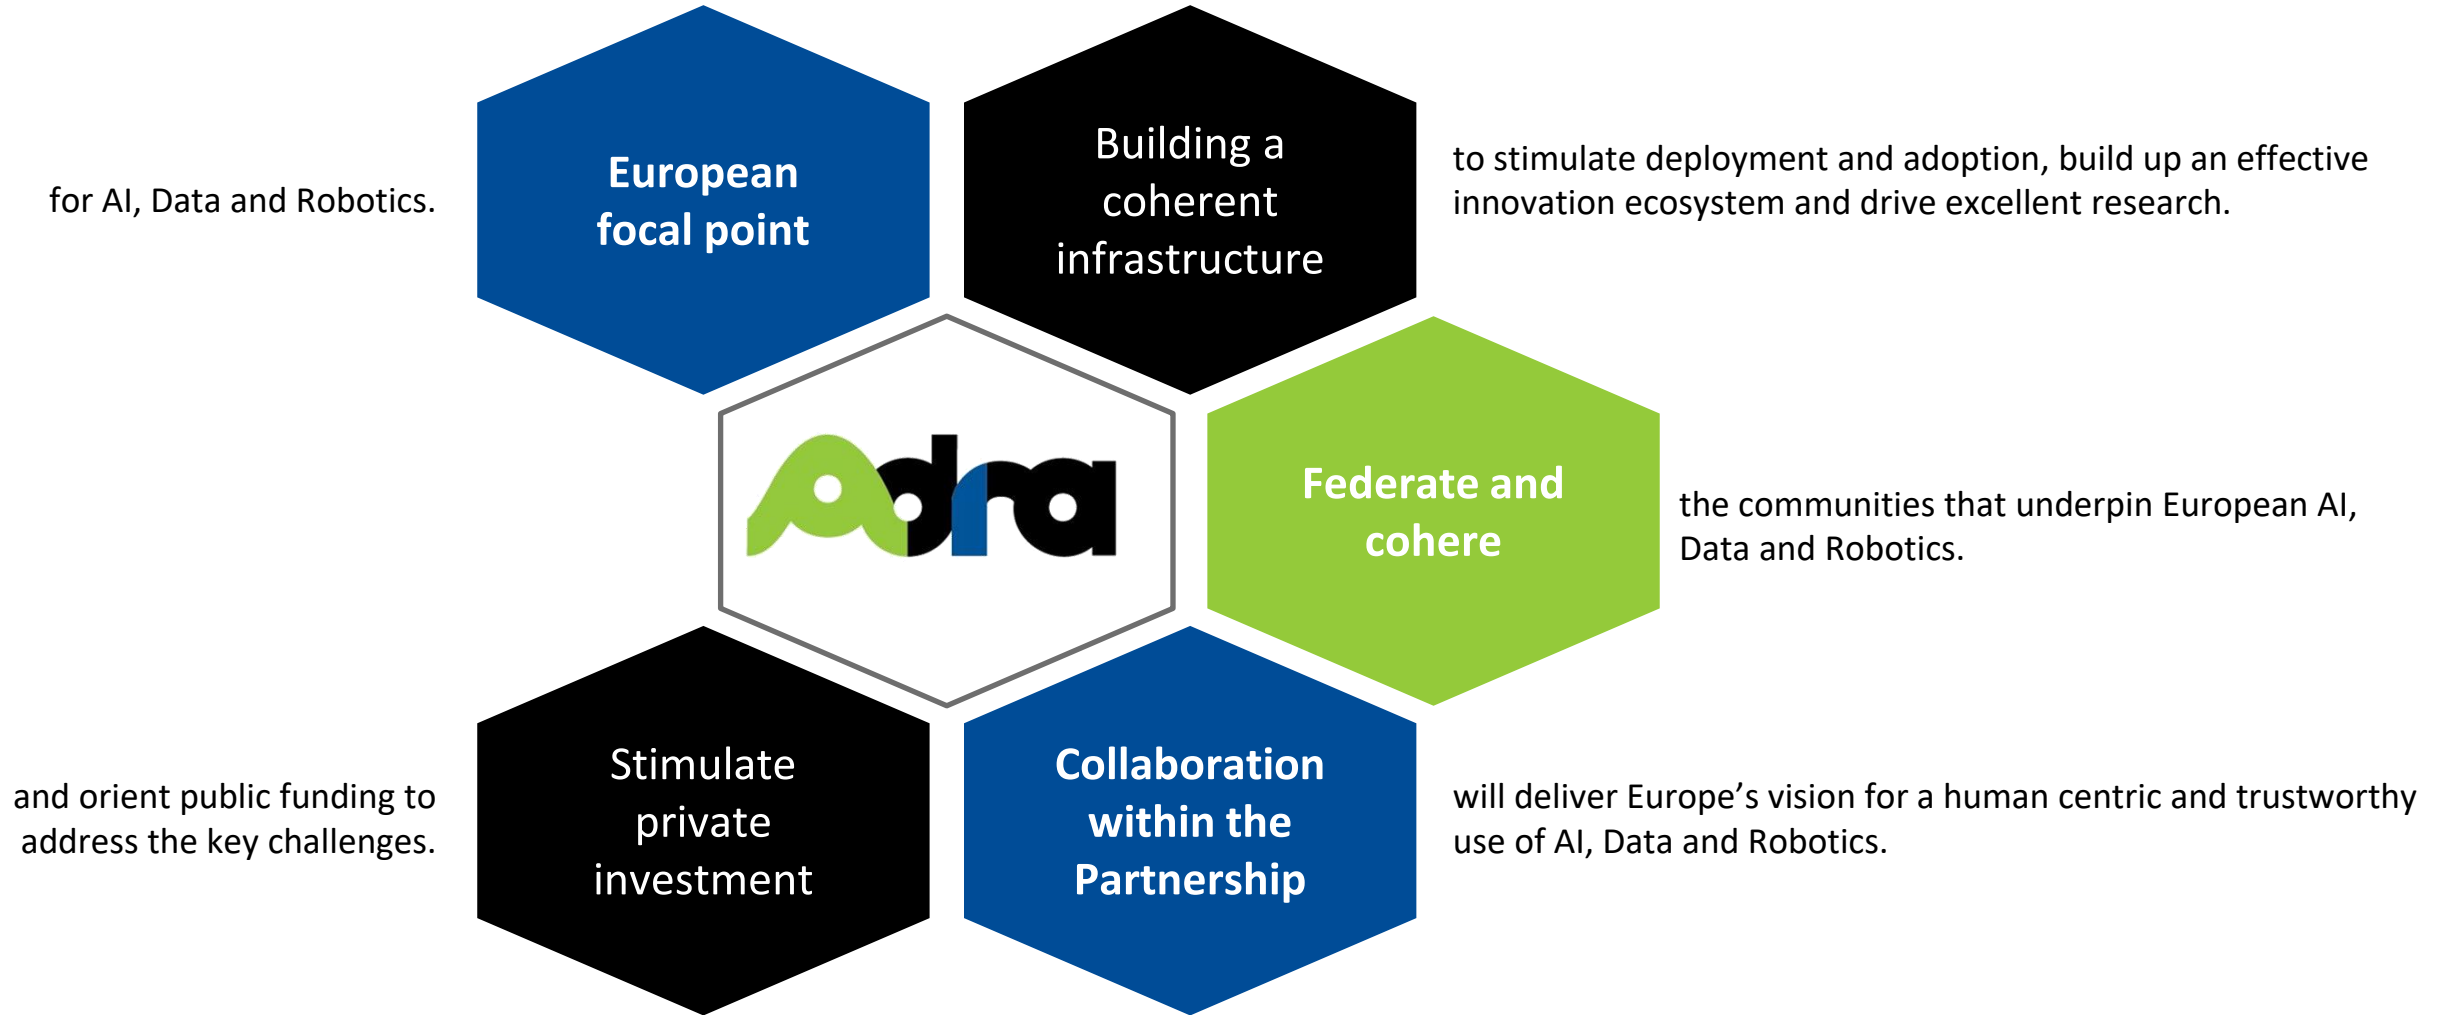 for AI, Data and Robotics.
European
focal point
Building a
coherent
infrastructure
to stimulate deployment and adoption, build up an effective
innovation ecosystem and drive excellent research.
Adra
Federate and
cohere
the communities that underpin European AI,
Data and Robotics.
and orient public funding to
address the key challenges.
Stimulate
private
investment
Collaboration
within the
Partnership
will deliver Europe’s vision for a human centric and trustworthy
use of AI, Data and Robotics.